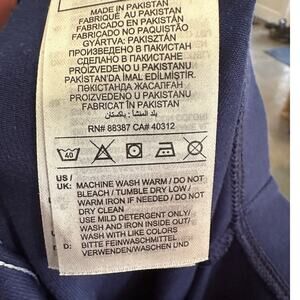 MADE IN PAKISTAN
FABRIQUÉ AU PAKISTAN
FABRICADO NO PAQUISTÃO
GYÁRTVA: PAKISZTÁN
ПРОИЗВЕДЕНО В ПАКИСТАН
СДЕЛАНО В ПАКИСТАНЕ
PROIZVEDENO U PAKISTANU
PAKİSTAN'DA İMAL EDİLMİŞTİR.
ПӘКІСТАНДА ЖАСАЛҒАН
PROIZVEDENO U PAKISTANU
FABRICAT ÎN PAKISTAN
بلد المنشأ: باكستان
RN# 88387 CA# 40312
40
US /
UK: MACHINE WASH WARM / DO NOT
BLEACH / TUMBLE DRY LOW /
WARM IRON IF NEEDED / DO NOT
DRY CLEAN
USE MILD DETERGENT ONLY/
WASH AND IRON INSIDE OUT/
WASH WITH LIKE COLORS
D: BITTE FEINWASCHMITTEL
VERWENDEN/WASCHEN UND